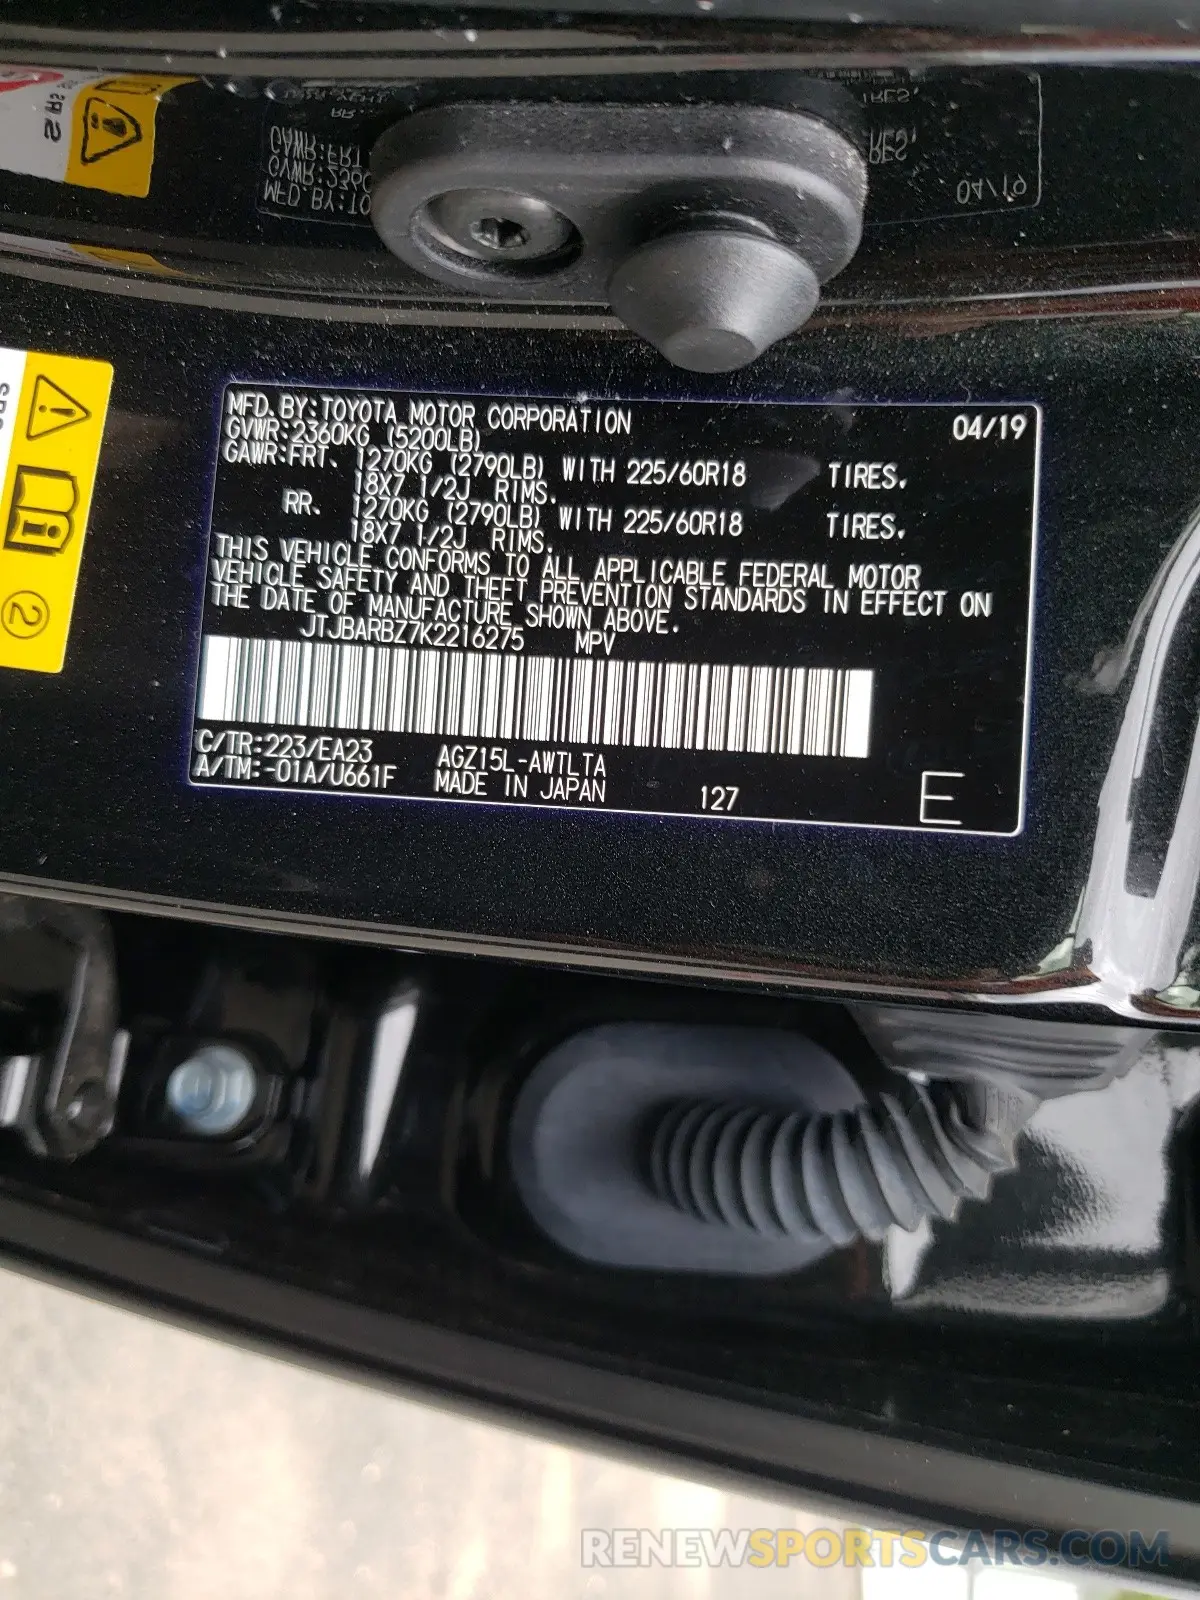 MFD. BY:TOYOTA MOTOR CORPORATION 04/19
GVWR:2360KG (5200LB)
GAWR:FRT. 1270KG (2790LB) WITH 225/60R18 TIRES.
18X7 1/2J RIMS.
RR. 1270KG (2790LB) WITH 225/60R18 TIRES.
18X7 1/2J RIMS.
THIS VEHICLE CONFORMS TO ALL APPLICABLE FEDERAL MOTOR
VEHICLE SAFETY AND THEFT PREVENTION STANDARDS IN EFFECT ON
THE DATE OF MANUFACTURE SHOWN ABOVE.
JTJBARBZ7K2216275 MPV
C/TR:223/EA23 AGZ15L-AWTLTA
A/TM:-01A/U661F MADE IN JAPAN 127 E
2
RENEWSPORTSCARS.COM